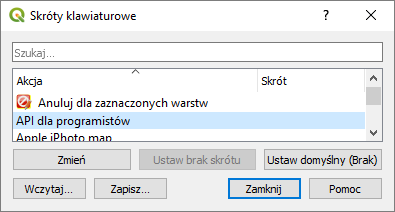 Skróty klawiaturowe
Szukaj...
Akcja Skrót
Anuluj dla zaznaczonych warstw
API dla programistów
Apple iPhoto map
Zmień Ustaw brak skrótu Ustaw domyślny (Brak)
Wczytaj... Zapisz... Zamknij Pomoc